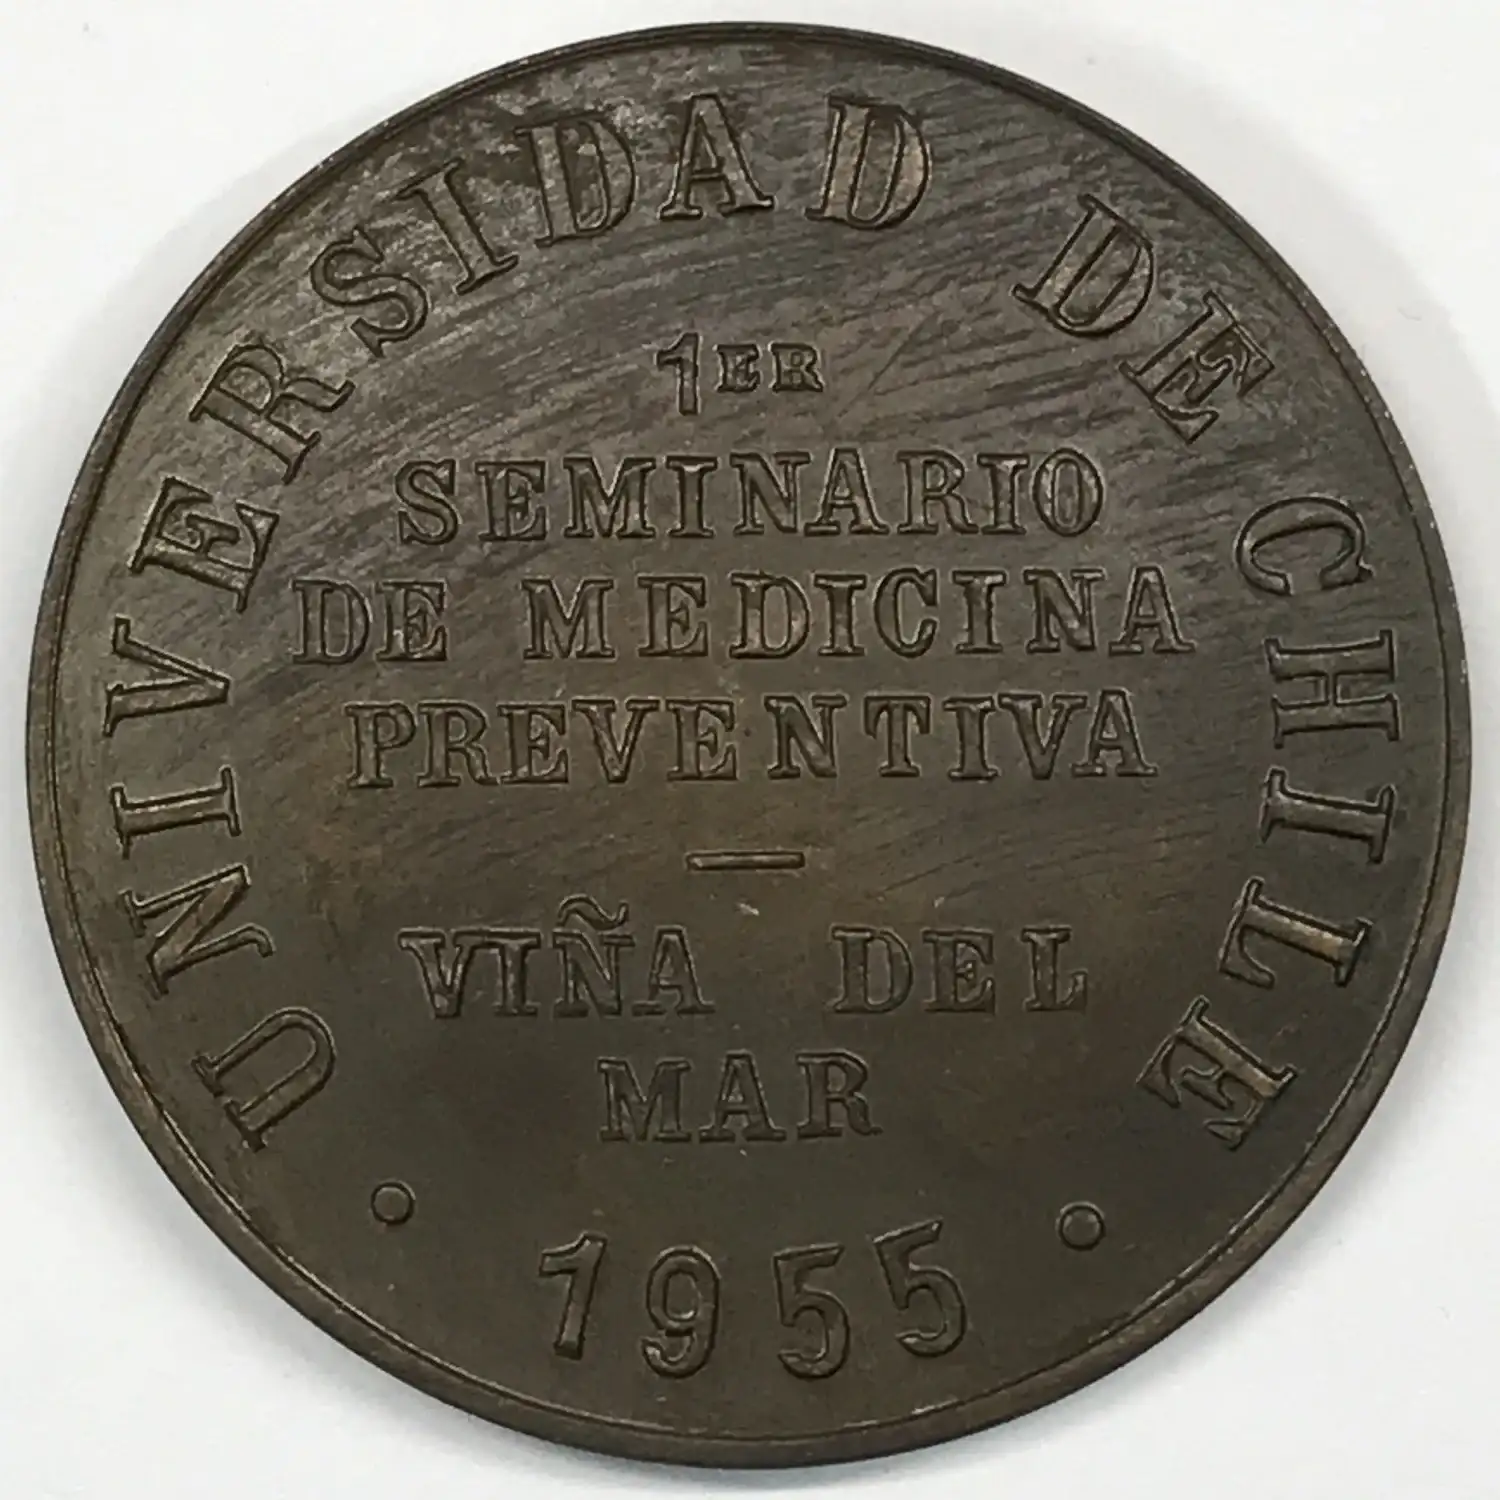 UNIVERSIDAD DE CHILE
1ER
SEMINARIO
DE MEDICINA
PREVENTIVA
—
VIÑA DEL
MAR
• 1955 •